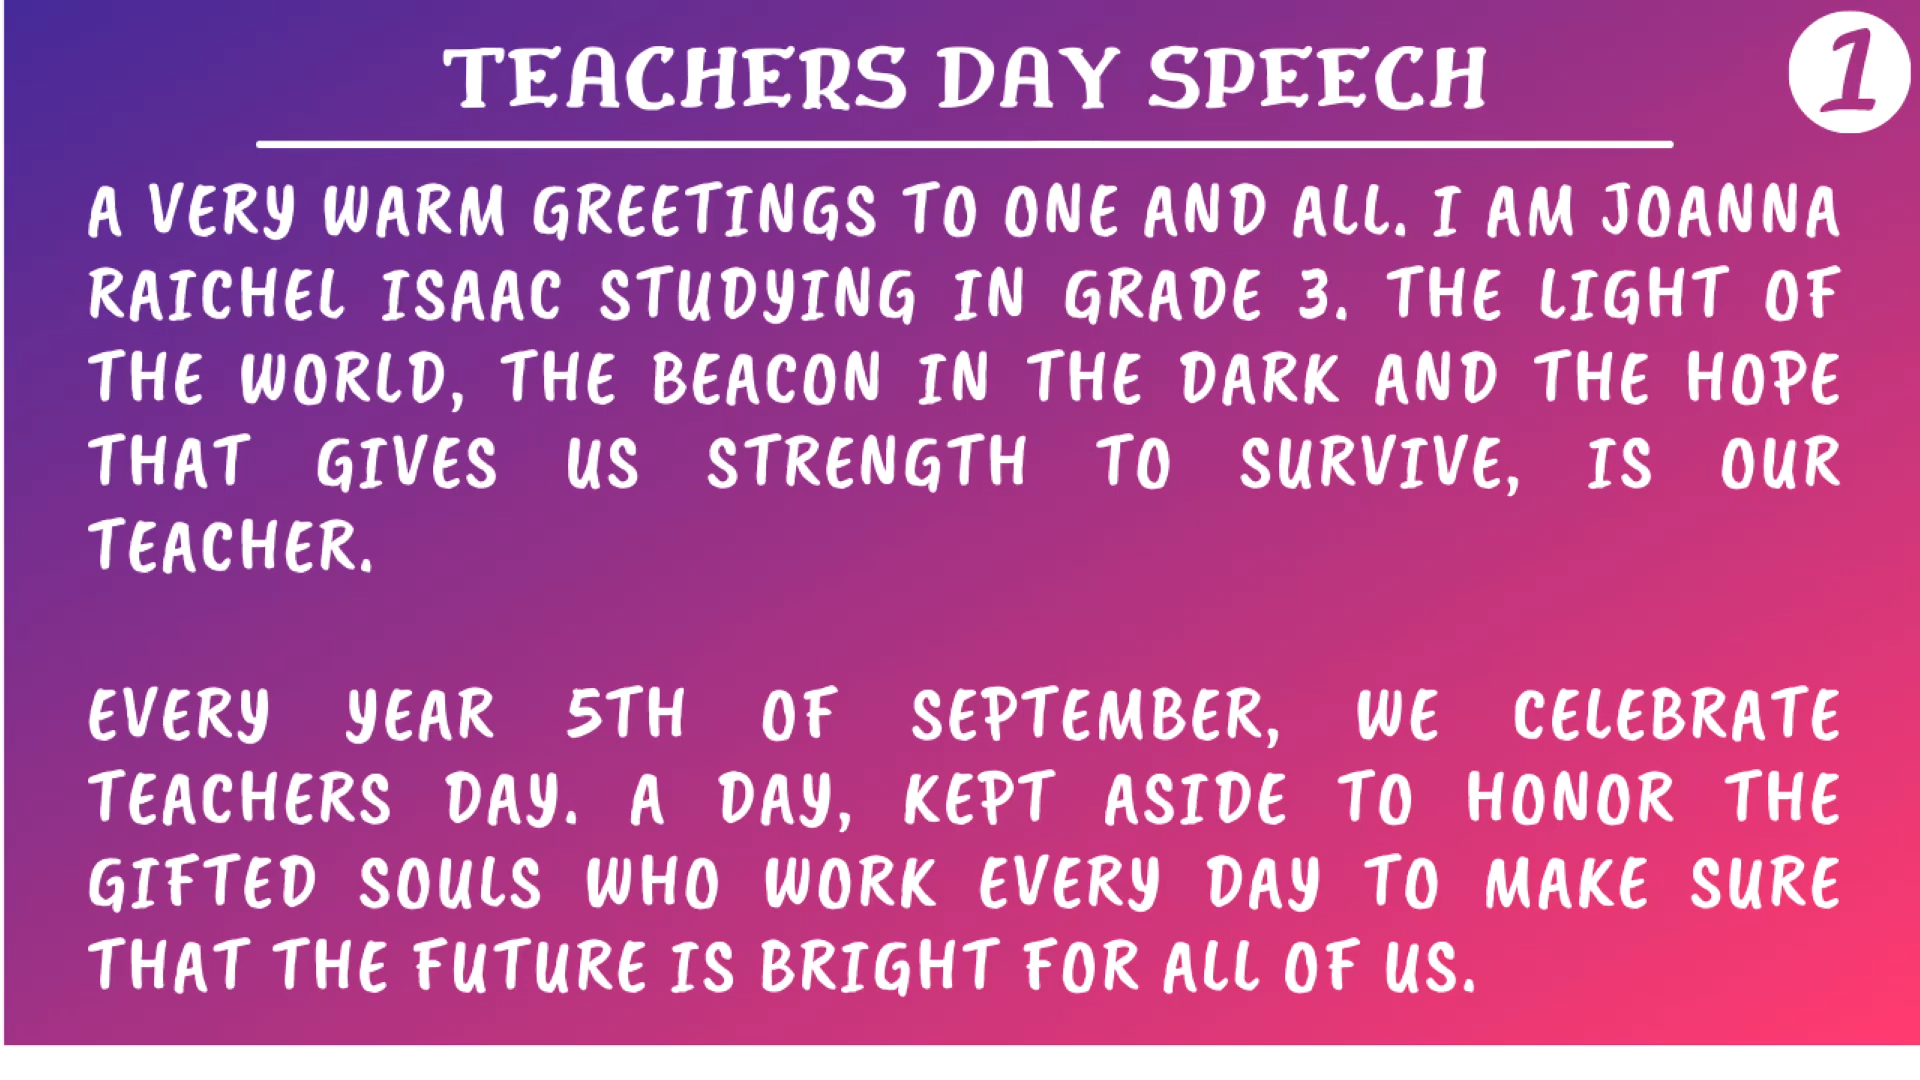 TEACHERS DAY SPEECH
1
A VERY WARM GREETINGS TO ONE AND ALL. I AM JOANNA
RAICHEL ISAAC STUDYING IN GRADE 3. THE LIGHT OF
THE WORLD, THE BEACON IN THE DARK AND THE HOPE
THAT GIVES US STRENGTH TO SURVIVE, IS OUR
TEACHER.
EVERY YEAR 5TH OF SEPTEMBER, WE CELEBRATE
TEACHERS DAY. A DAY, KEPT ASIDE TO HONOR THE
GIFTED SOULS WHO WORK EVERY DAY TO MAKE SURE
THAT THE FUTURE IS BRIGHT FOR ALL OF US.